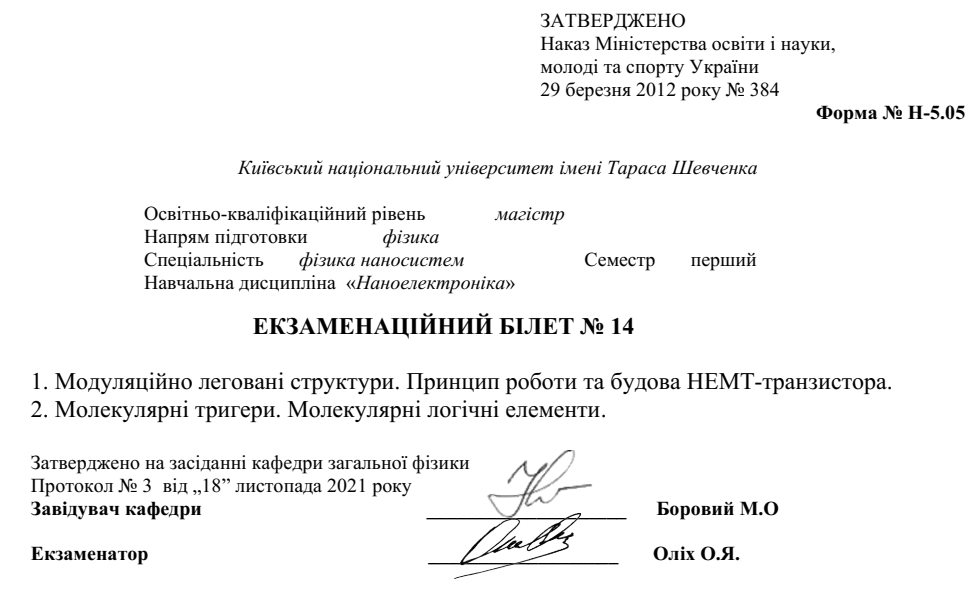 ЗАТВЕРДЖЕНО
Наказ Міністерства освіти і науки,
молоді та спорту України
29 березня 2012 року № 384
Форма № Н-5.05
Київський національний університет імені Тараса Шевченка
Освітньо-кваліфікаційний рівень магістр
Напрям підготовки фізика
Спеціальність фізика наносистем Семестр перший
Навчальна дисципліна «Наноелектроніка»
ЕКЗАМЕНАЦІЙНИЙ БІЛЕТ № 14
1. Модуляційно леговані структури. Принцип роботи та будова НЕМТ-транзистора.
2. Молекулярні тригери. Молекулярні логічні елементи.
Затверджено на засіданні кафедри загальної фізики
Протокол № 3 від „18” листопада 2021 року
Завідувач кафедри Боровий М.О
Екзаменатор Оліх О.Я.